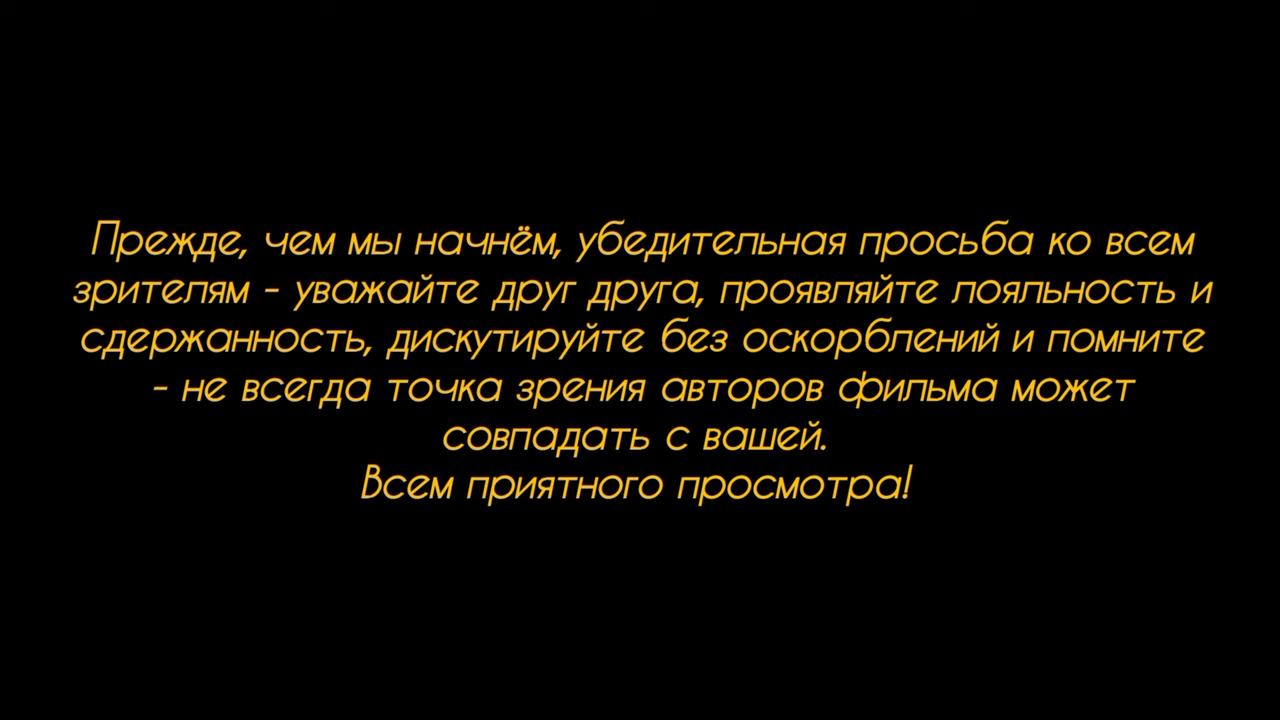 Прежде, чем мы начнём, убедительная просьба ко всем
зрителям - уважайте друг друга, проявляйте лояльность и
сдержанность, дискутируйте без оскорблений и помните
- не всегда точка зрения авторов фильма может
совпадать с вашей.
Всем приятного просмотра!